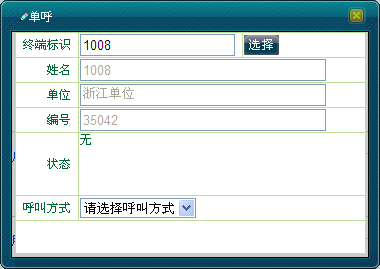 单呼
终端标识 1008 选择
姓名 1008
单位 浙江单位
编号 35042
无
状态
呼叫方式 请选择呼叫方式